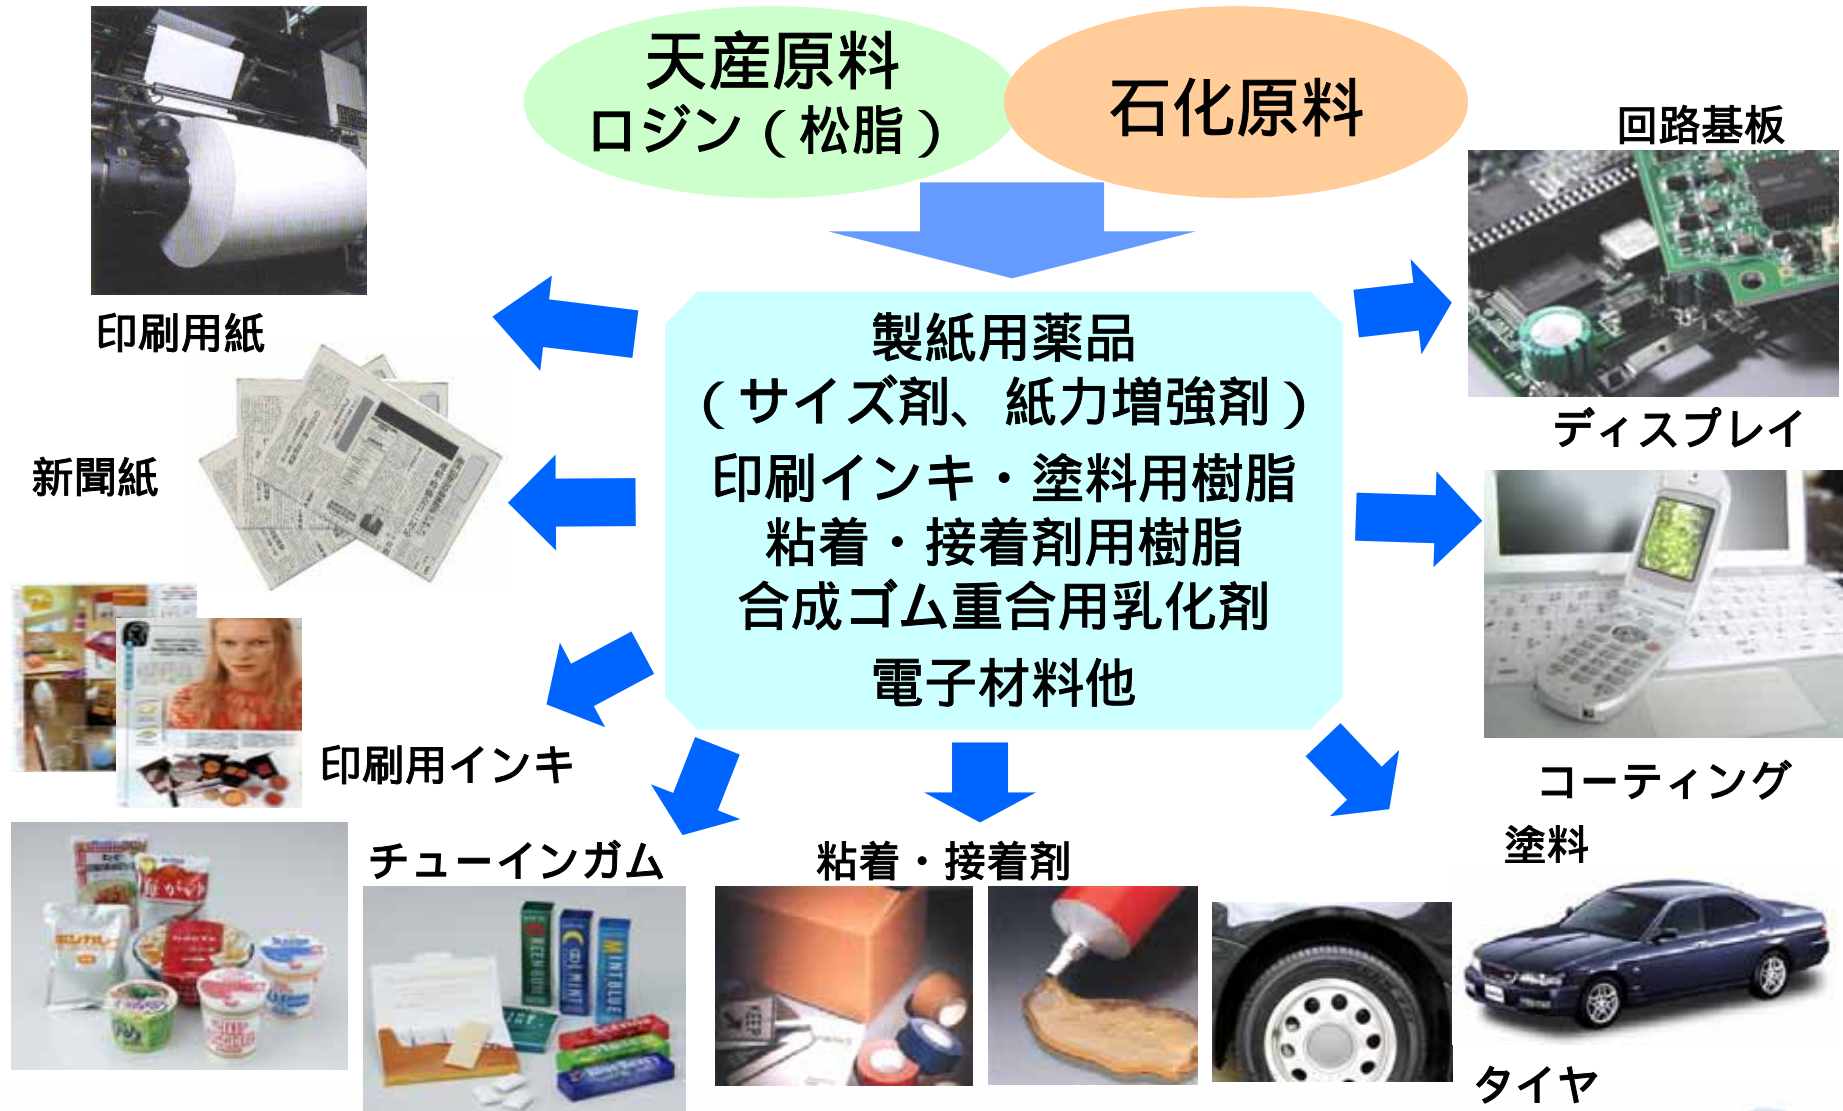 天産原料
ロジン（松脂）
石化原料
回路基板
印刷用紙
製紙用薬品
（サイズ剤、紙力増強剤）
印刷インキ・塗料用樹脂
粘着・接着剤用樹脂
合成ゴム重合用乳化剤
電子材料他
ディスプレイ
新聞紙
印刷用インキ
コーティング
塗料
チューインガム
粘着・接着剤
タイヤ